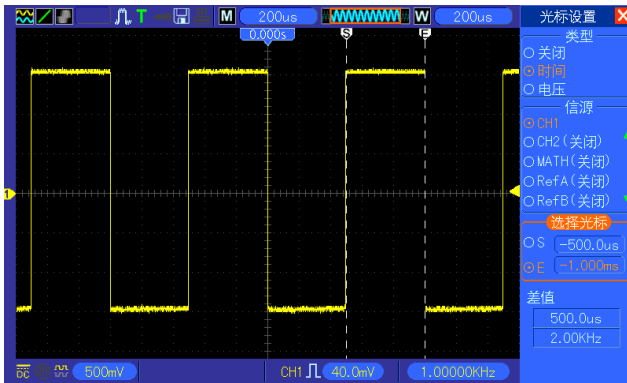 T M 200us W 200us 光标设置 X
0.000s S E
类型
关闭
时间
电压
信源
CH1
CH2(关闭)
MATH(关闭)
1 RefA(关闭)
RefB(关闭)
选择光标
S -500.0us
E -1.000ms
差值
500.0us
2.00KHz
DC 500mV CH1 40.0mV 1.00000KHz